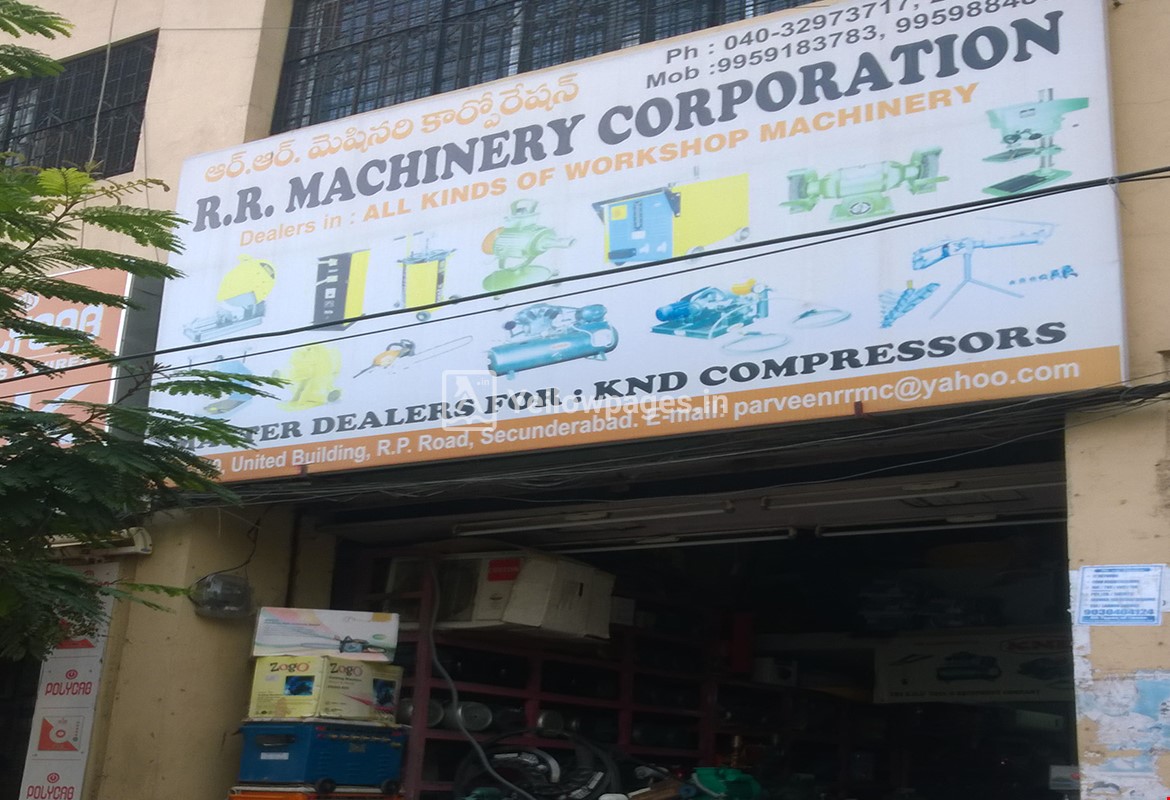 Ph : 040-32973717,
Mob :9959183783,
ఆర్.ఆర్. మెషినరి కార్పోరేషన్
R.R. MACHINERY CORPORATION
Dealers in : ALL KINDS OF WORKSHOP MACHINERY
DEALERS FOR : KND COMPRESSORS
United Building, R.P. Road, Secunderabad. E-mail: parveenrrmc@yahoo.com
Yellowpages.in
ZOGO
ZOGO
POLYCAB
POLYCAB
9030404124